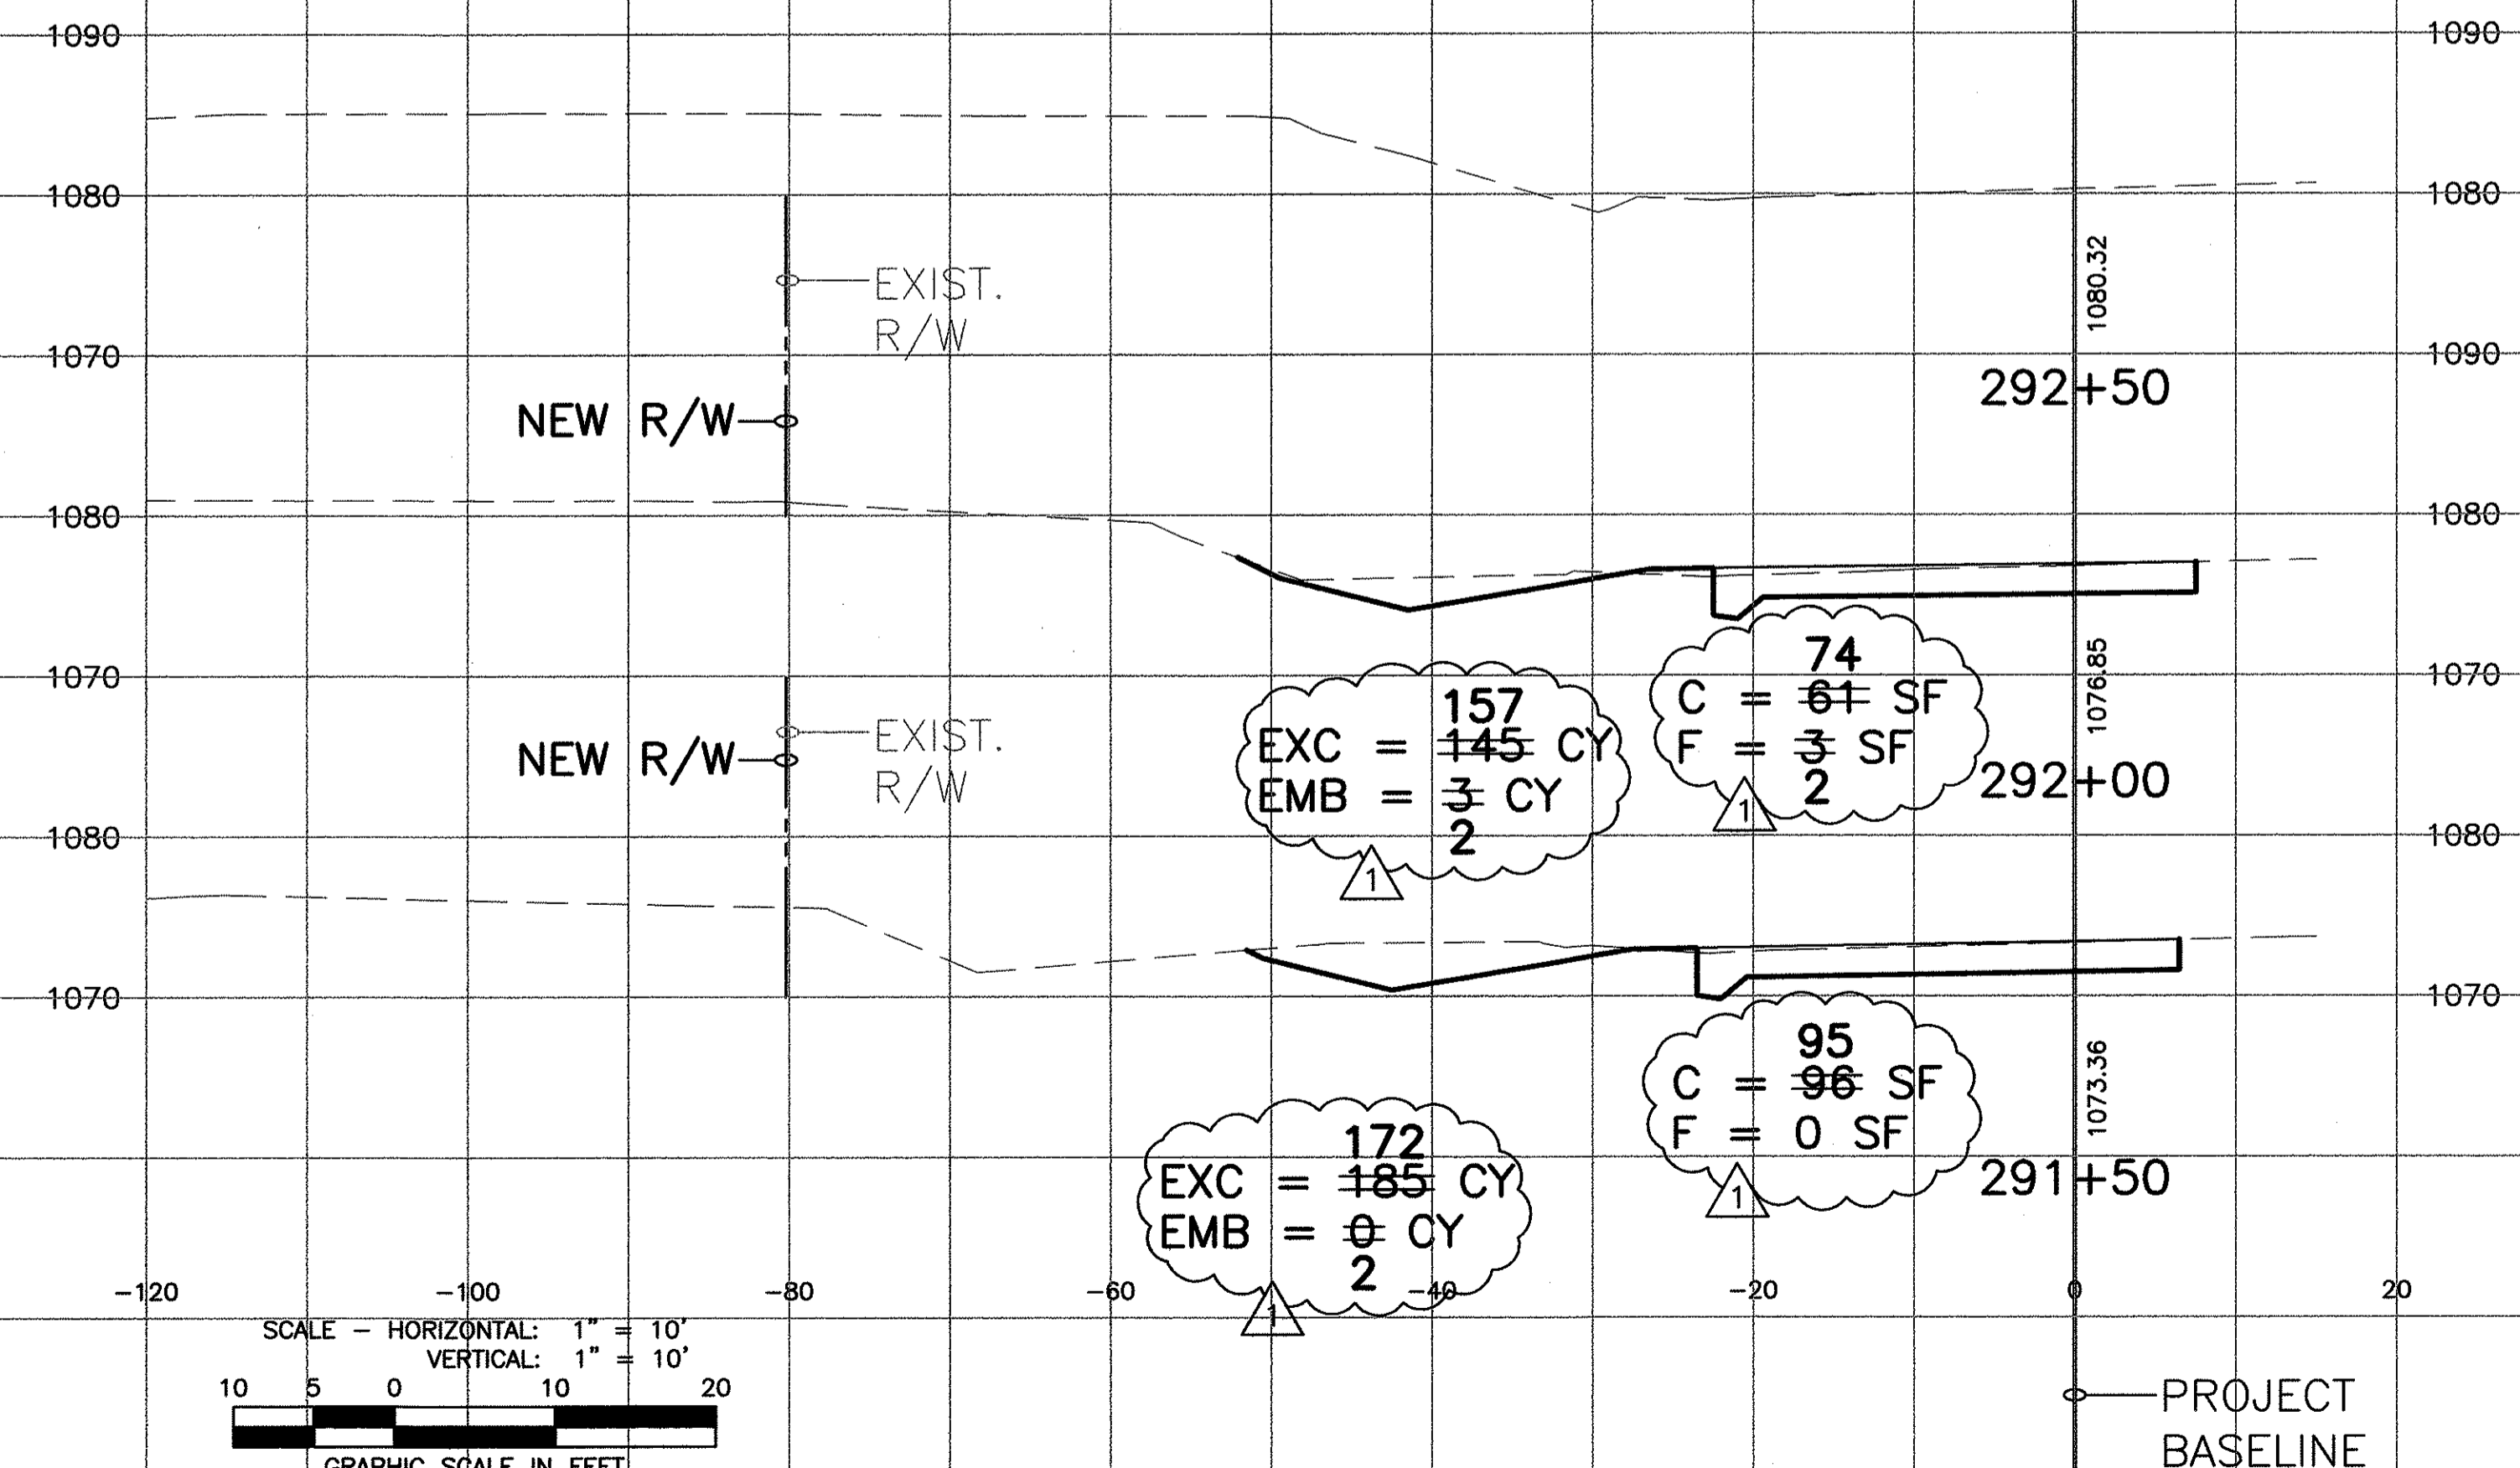 1090 1090
1080 1080
1080.32
EXIST.
R/W
1070 1090
292+50
NEW R/W
1080 1080
1070 1070
1076.85
74
C = 61 SF
F = 3 SF
2
157
EXC = 145 CY
EMB = 3 CY
2
1
1
EXIST.
R/W
NEW R/W
292+00
1080 1080
1070 1070
1073.36
95
C = 96 SF
F = 0 SF
1
172
EXC = 185 CY
EMB = 0 CY
2
1
291+50
-120 -100 -80 -60 -40 -20 0 20
SCALE - HORIZONTAL: 1" = 10'
VERTICAL: 1" = 10'
10 5 0 10 20
GRAPHIC SCALE IN FEET
PROJECT
BASELINE